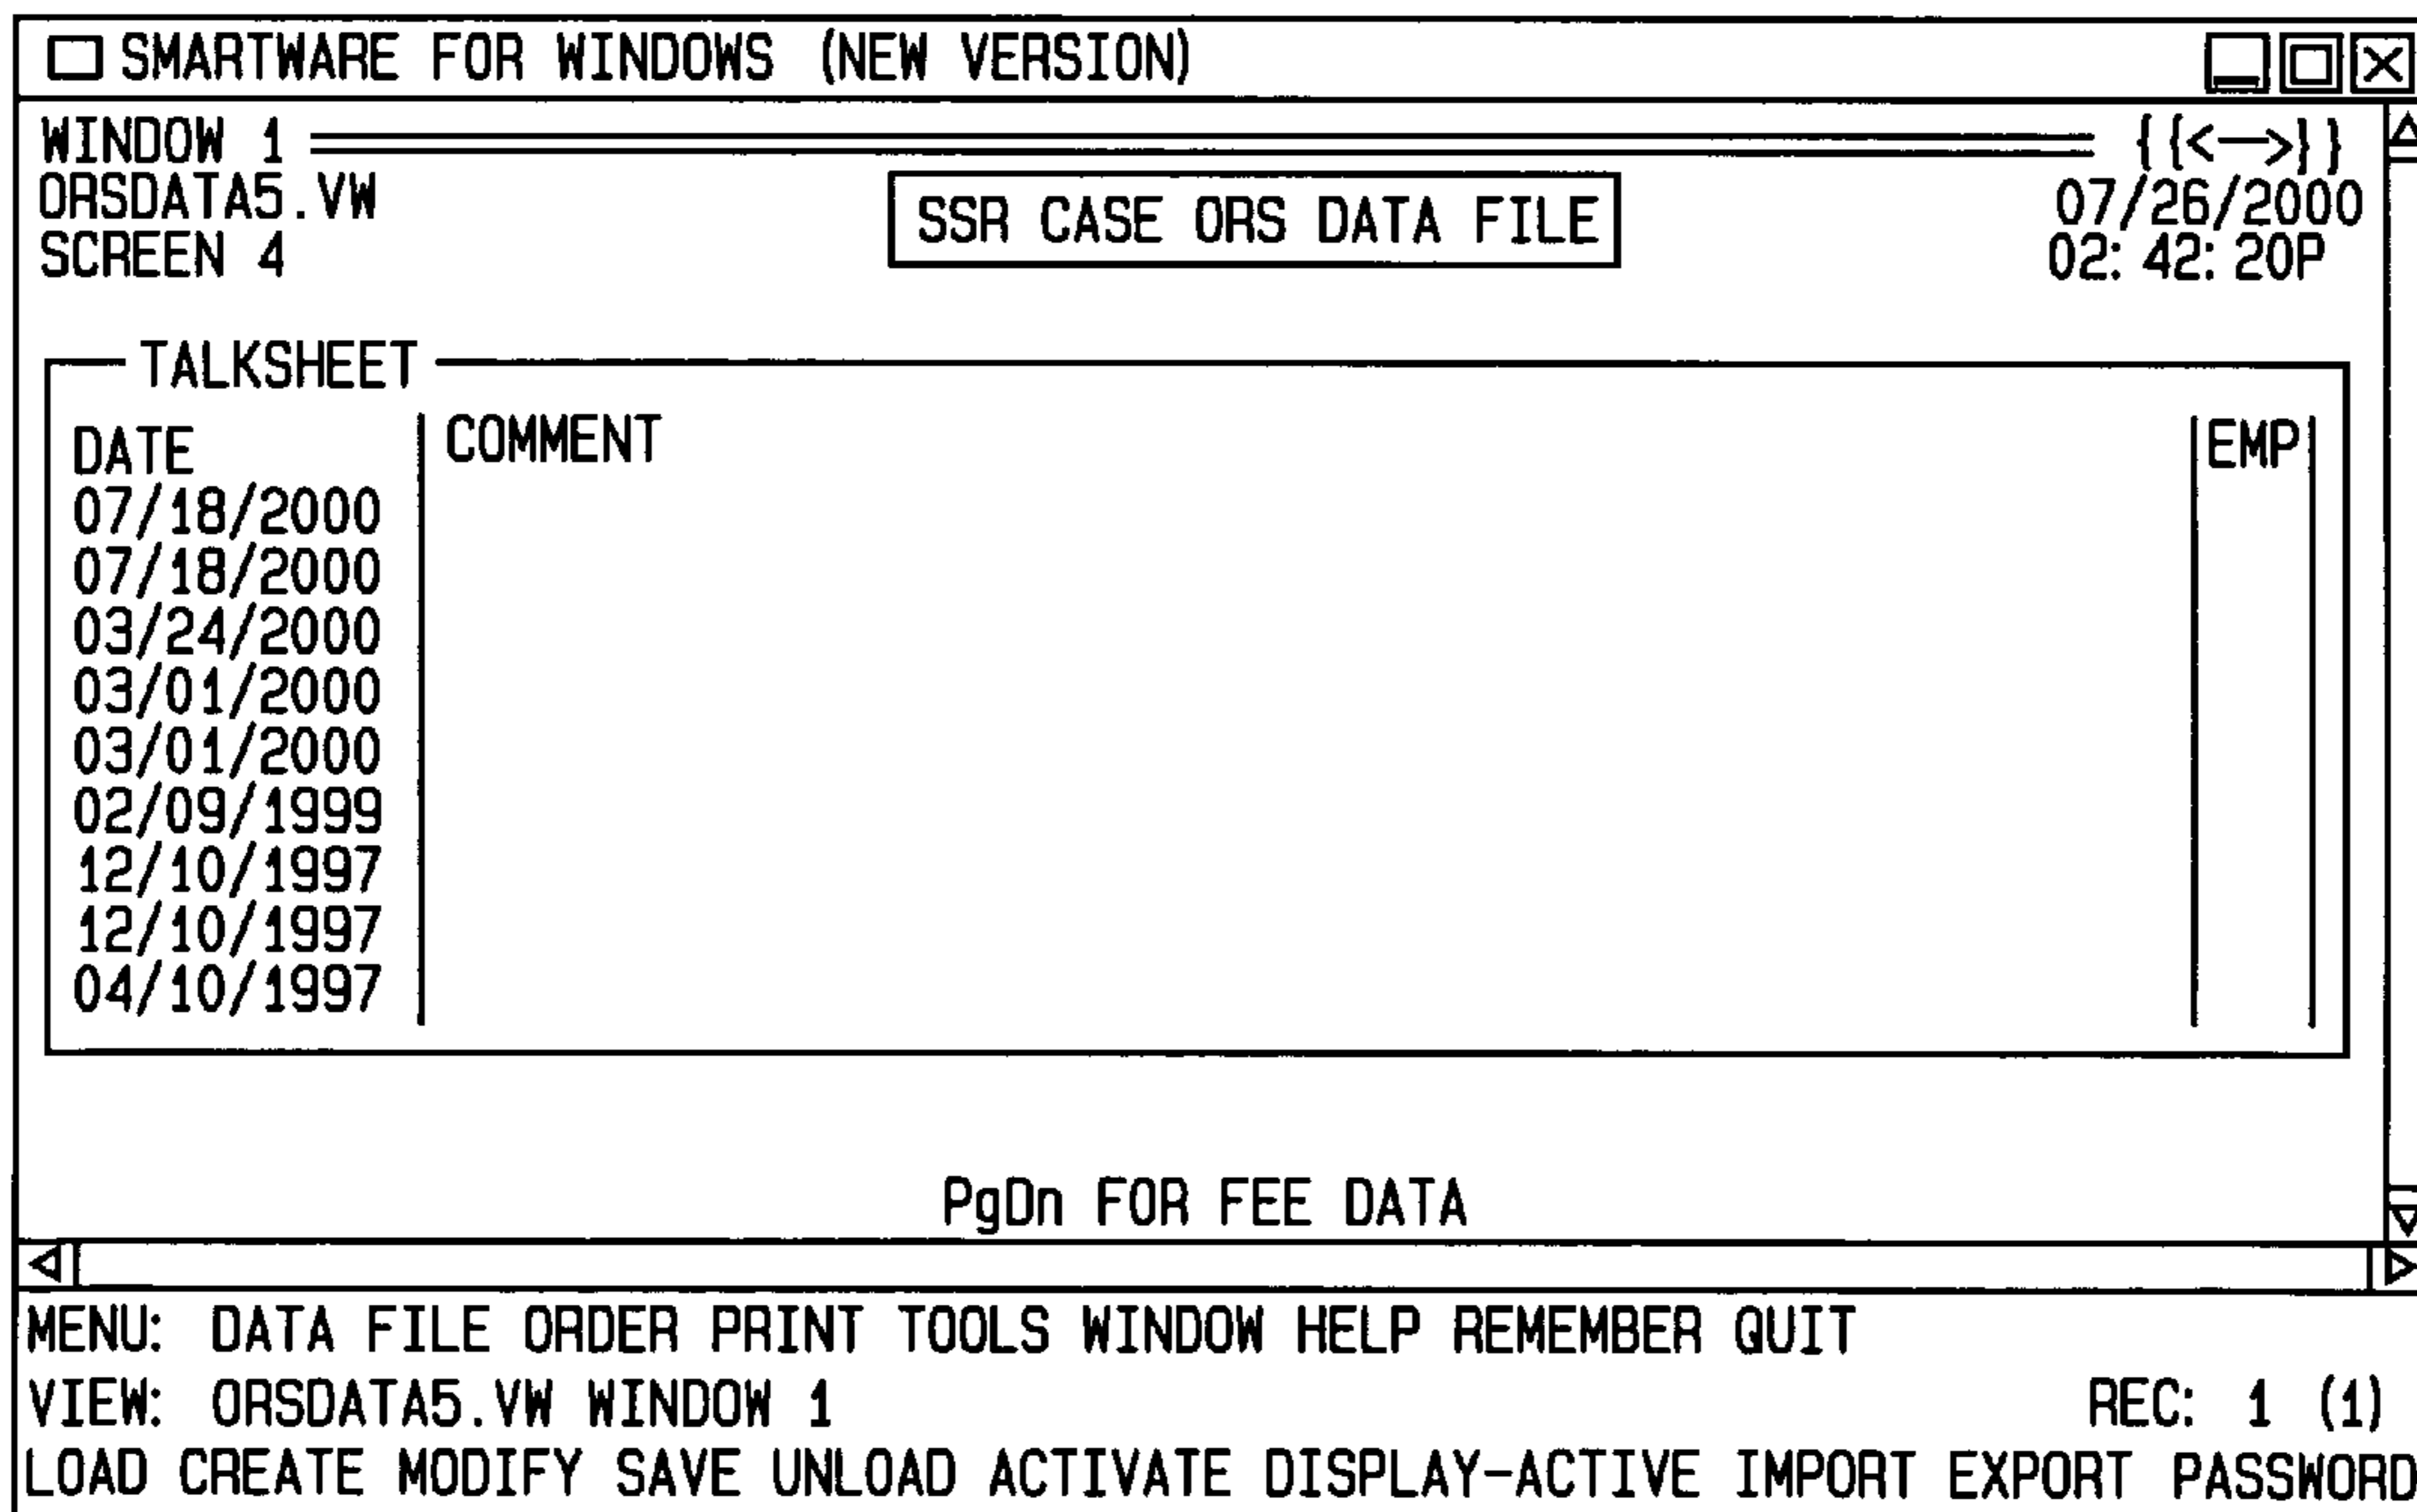 SMARTWARE FOR WINDOWS (NEW VERSION)
WINDOW 1 {{<—>}}
ORSDATA5.VW SSR CASE ORS DATA FILE 07/26/2000
SCREEN 4 02: 42: 20P
TALKSHEET
DATE COMMENT EMP
07/18/2000
07/18/2000
03/24/2000
03/01/2000
03/01/2000
02/09/1999
12/10/1997
12/10/1997
04/10/1997
PgDn FOR FEE DATA
MENU: DATA FILE ORDER PRINT TOOLS WINDOW HELP REMEMBER QUIT
VIEW: ORSDATA5.VW WINDOW 1 REC: 1 (1)
LOAD CREATE MODIFY SAVE UNLOAD ACTIVATE DISPLAY-ACTIVE IMPORT EXPORT PASSWORD